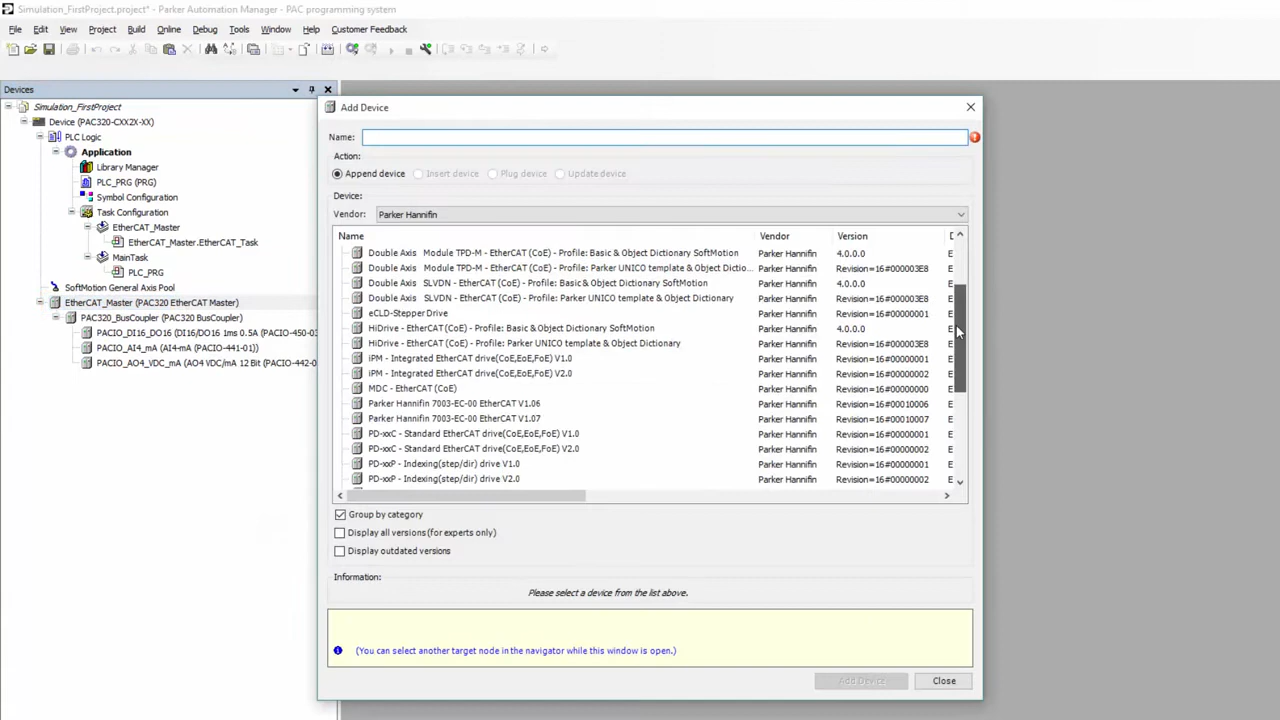 Simulation_FirstProject.project* - Parker Automation Manager - PAC programming system
File Edit View Project Build Online Debug Tools Window Help Customer Feedback
Devices
Simulation_FirstProject
Device (PAC320-CXX2X-XX)
PLC Logic
Application
Library Manager
PLC_PRG (PRG)
Symbol Configuration
Task Configuration
EtherCAT_Master
EtherCAT_Master.EtherCAT_Task
MainTask
PLC_PRG
SoftMotion General Axis Pool
EtherCAT_Master (PAC320 EtherCAT Master)
PAC320_BusCoupler (PAC320 BusCoupler)
PACIO_DI16_DO16 (DI16/DO16 1ms 0.5A (PACIO-450-03
PACIO_AI4_mA (AI4-mA (PACIO-441-01))
PACIO_AO4_VDC_mA (AO4 VDC/mA 12 Bit (PACIO-442-0
Add Device
Name:
Action:
Append device Insert device Plug device Update device
Device:
Vendor: Parker Hannifin
Name Vendor Version
Double Axis Module TPD-M - EtherCAT (CoE) - Profile: Basic & Object Dictionary SoftMotion Parker Hannifin 4.0.0.0 E
Double Axis Module TPD-M - EtherCAT (CoE) - Profile: Parker UNICO template & Object Dictio... Parker Hannifin Revision=16#000003E8 E
Double Axis SLVDN - EtherCAT (CoE) - Profile: Basic & Object Dictionary SoftMotion Parker Hannifin 4.0.0.0 E
Double Axis SLVDN - EtherCAT (CoE) - Profile: Parker UNICO template & Object Dictionary Parker Hannifin Revision=16#000003E8 E
eCLD-Stepper Drive Parker Hannifin Revision=16#00000001 E
HiDrive - EtherCAT (CoE) - Profile: Basic & Object Dictionary SoftMotion Parker Hannifin 4.0.0.0 E
HiDrive - EtherCAT (CoE) - Profile: Parker UNICO template & Object Dictionary Parker Hannifin Revision=16#000003E8 E
iPM - Integrated EtherCAT drive(CoE,EoE,FoE) V1.0 Parker Hannifin Revision=16#00000001 E
iPM - Integrated EtherCAT drive(CoE,EoE,FoE) V2.0 Parker Hannifin Revision=16#00000002 E
MDC - EtherCAT (CoE) Parker Hannifin Revision=16#00000000 E
Parker Hannifin 7003-EC-00 EtherCAT V1.06 Parker Hannifin Revision=16#00010006 E
Parker Hannifin 7003-EC-00 EtherCAT V1.07 Parker Hannifin Revision=16#00010007 E
PD-xxC - Standard EtherCAT drive(CoE,EoE,FoE) V1.0 Parker Hannifin Revision=16#00000001 E
PD-xxC - Standard EtherCAT drive(CoE,EoE,FoE) V2.0 Parker Hannifin Revision=16#00000002 E
PD-xxP - Indexing(step/dir) drive V1.0 Parker Hannifin Revision=16#00000001 E
PD-xxP - Indexing(step/dir) drive V2.0 Parker Hannifin Revision=16#00000002 E
Group by category
Display all versions (for experts only)
Display outdated versions
Information:
Please select a device from the list above.
(You can select another target node in the navigator while this window is open.)
Add Device Close